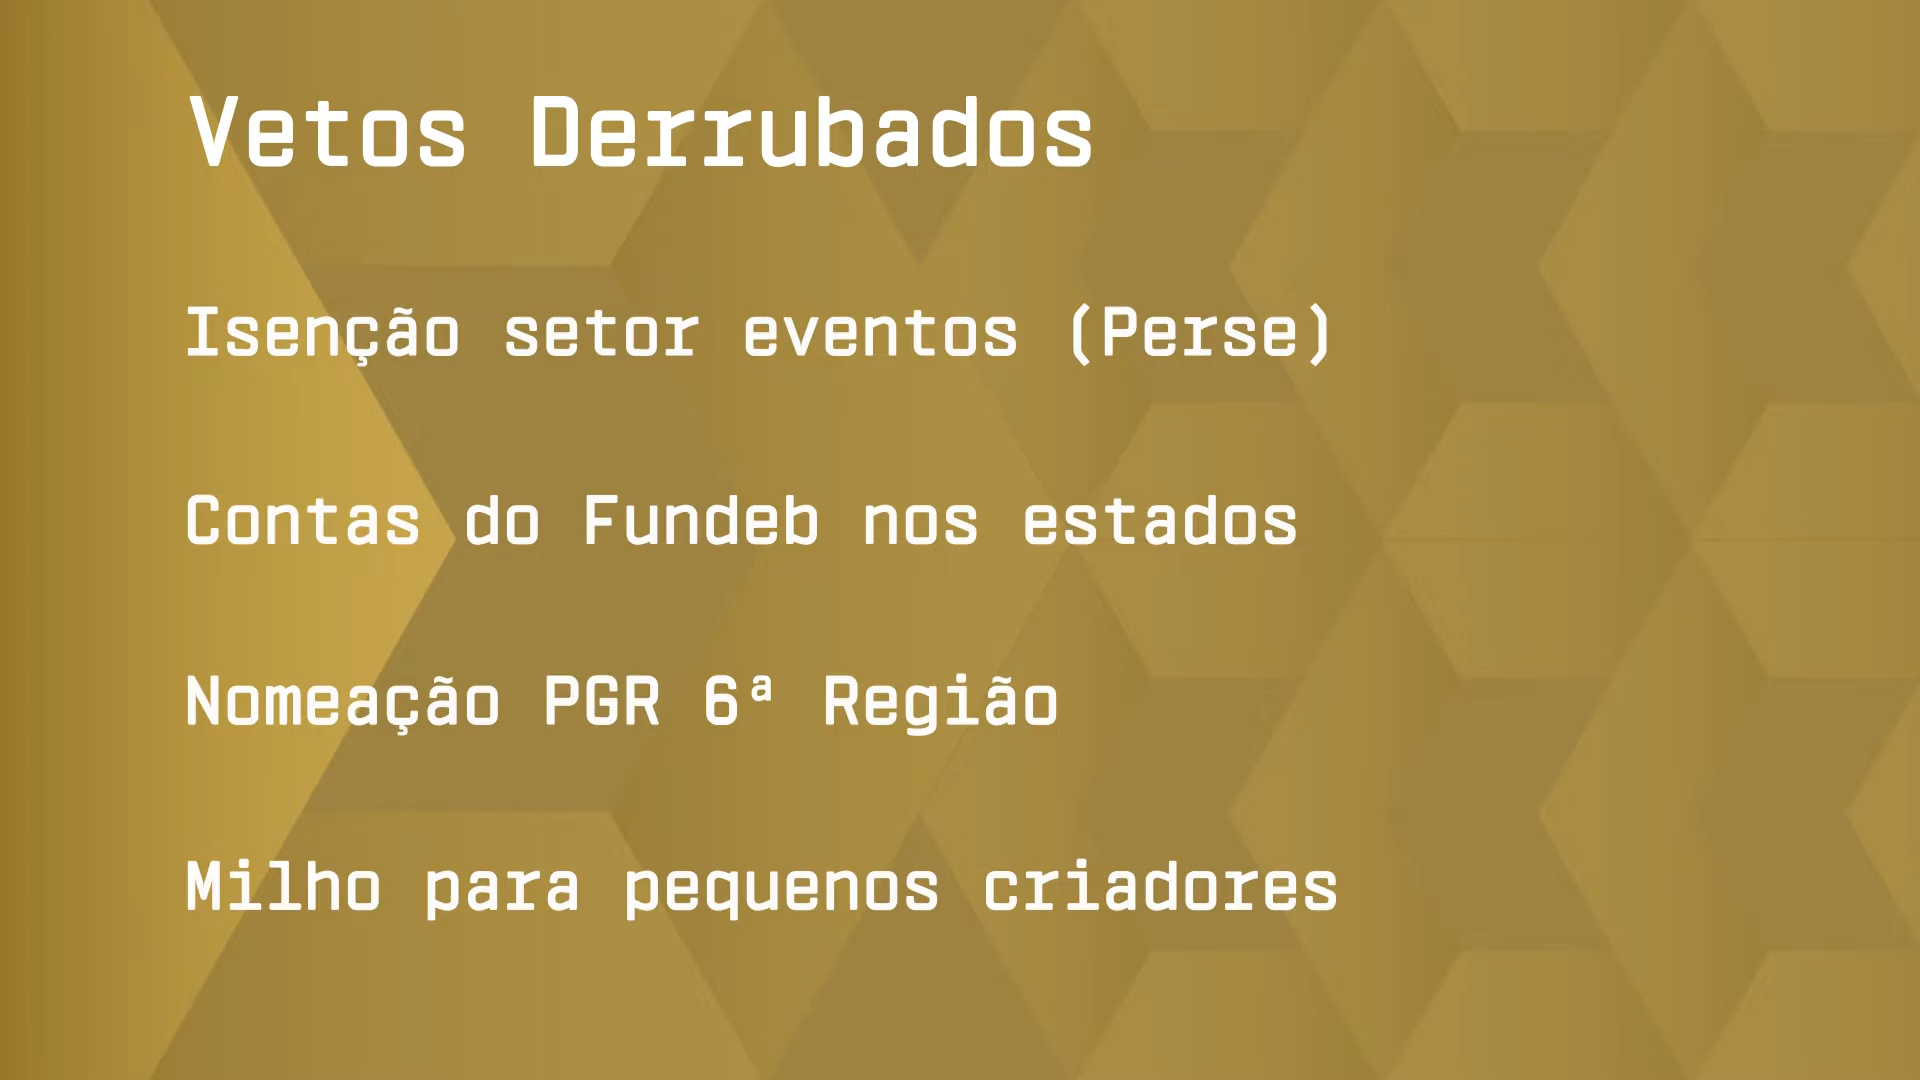 Vetos Derrubados
Isenção setor eventos (Perse)
Contas do Fundeb nos estados
Nomeação PGR 6ª Região
Milho para pequenos criadores